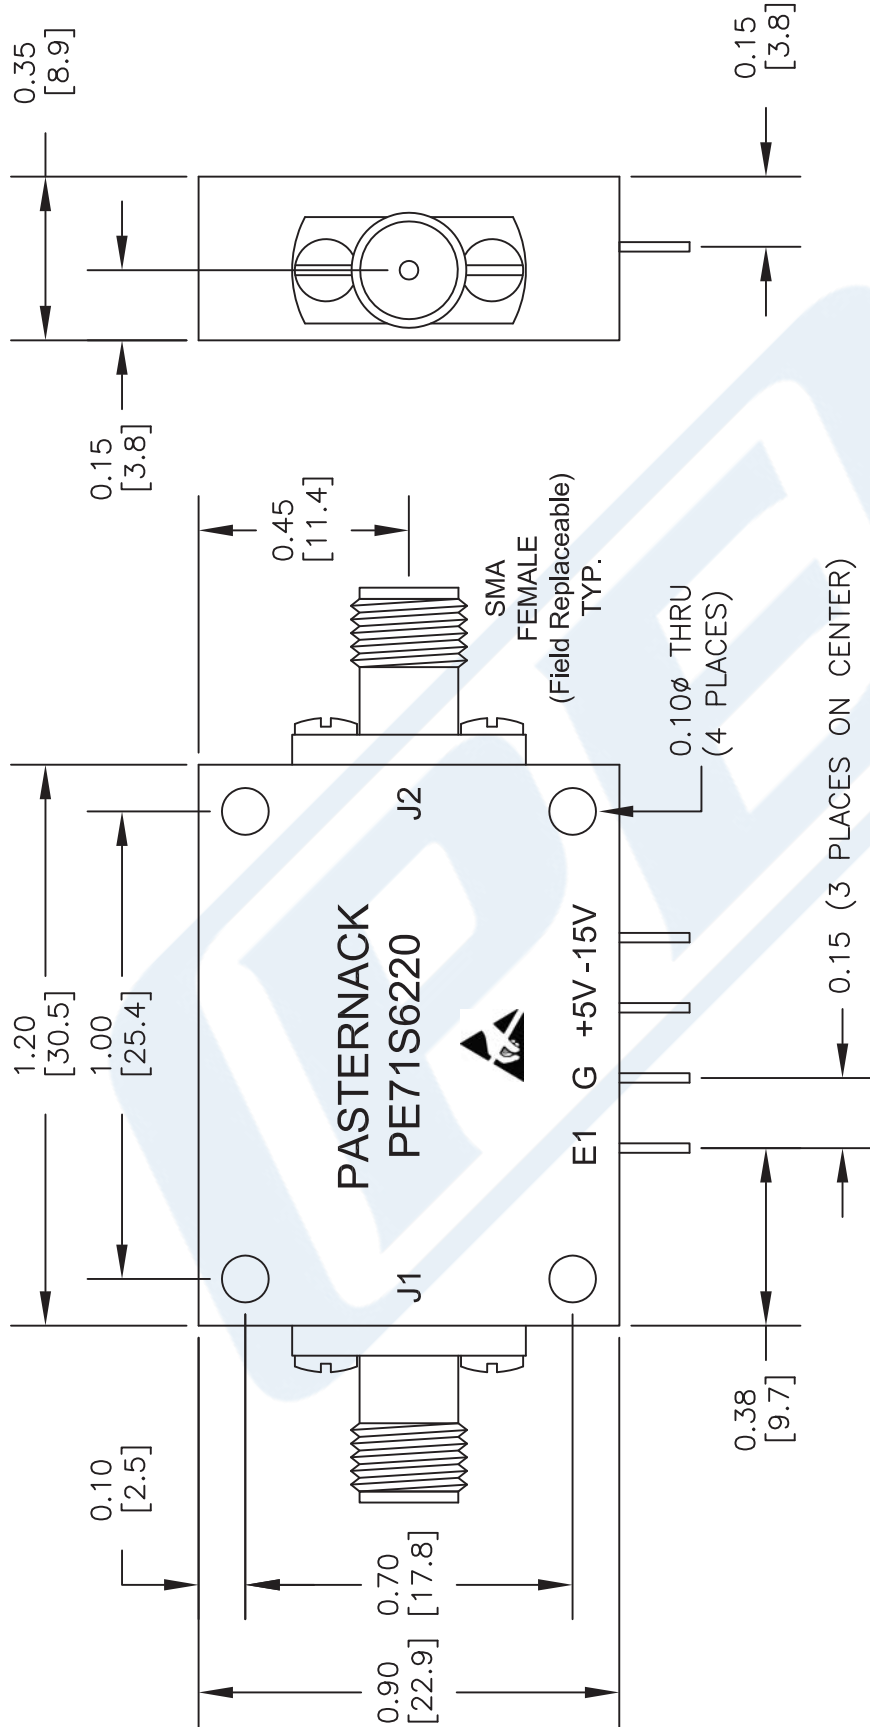 0.35
[8.9]
0.15
[3.8]
0.15
[3.8]
0.45
[11.4]
SMA
FEMALE
(Field Replaceable)
TYP.
0.10ø THRU
(4 PLACES)
0.15 (3 PLACES ON CENTER)
1.20
[30.5]
1.00
[25.4]
J2
PASTERNACK
PE71S6220
E1 G +5V -15V
J1
0.10
[2.5]
0.70
[17.8]
0.90
[22.9]
0.38
[9.7]
PE